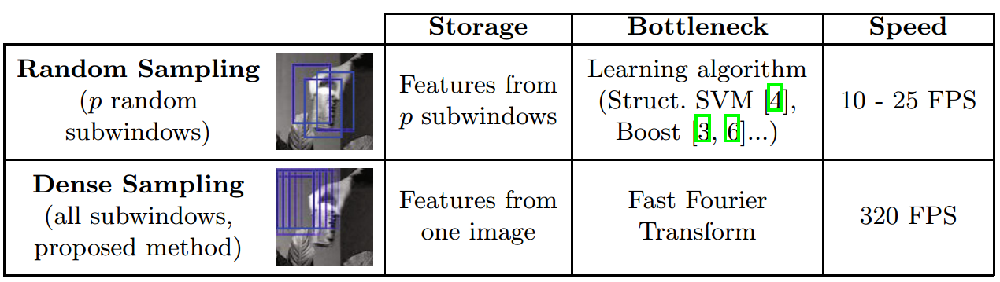 Storage
Bottleneck
Speed
Random Sampling
(p random
subwindows)
Features from
p subwindows
Learning algorithm
(Struct. SVM [4],
Boost [3, 6]...)
10 - 25 FPS
Dense Sampling
(all subwindows,
proposed method)
Features from
one image
Fast Fourier
Transform
320 FPS